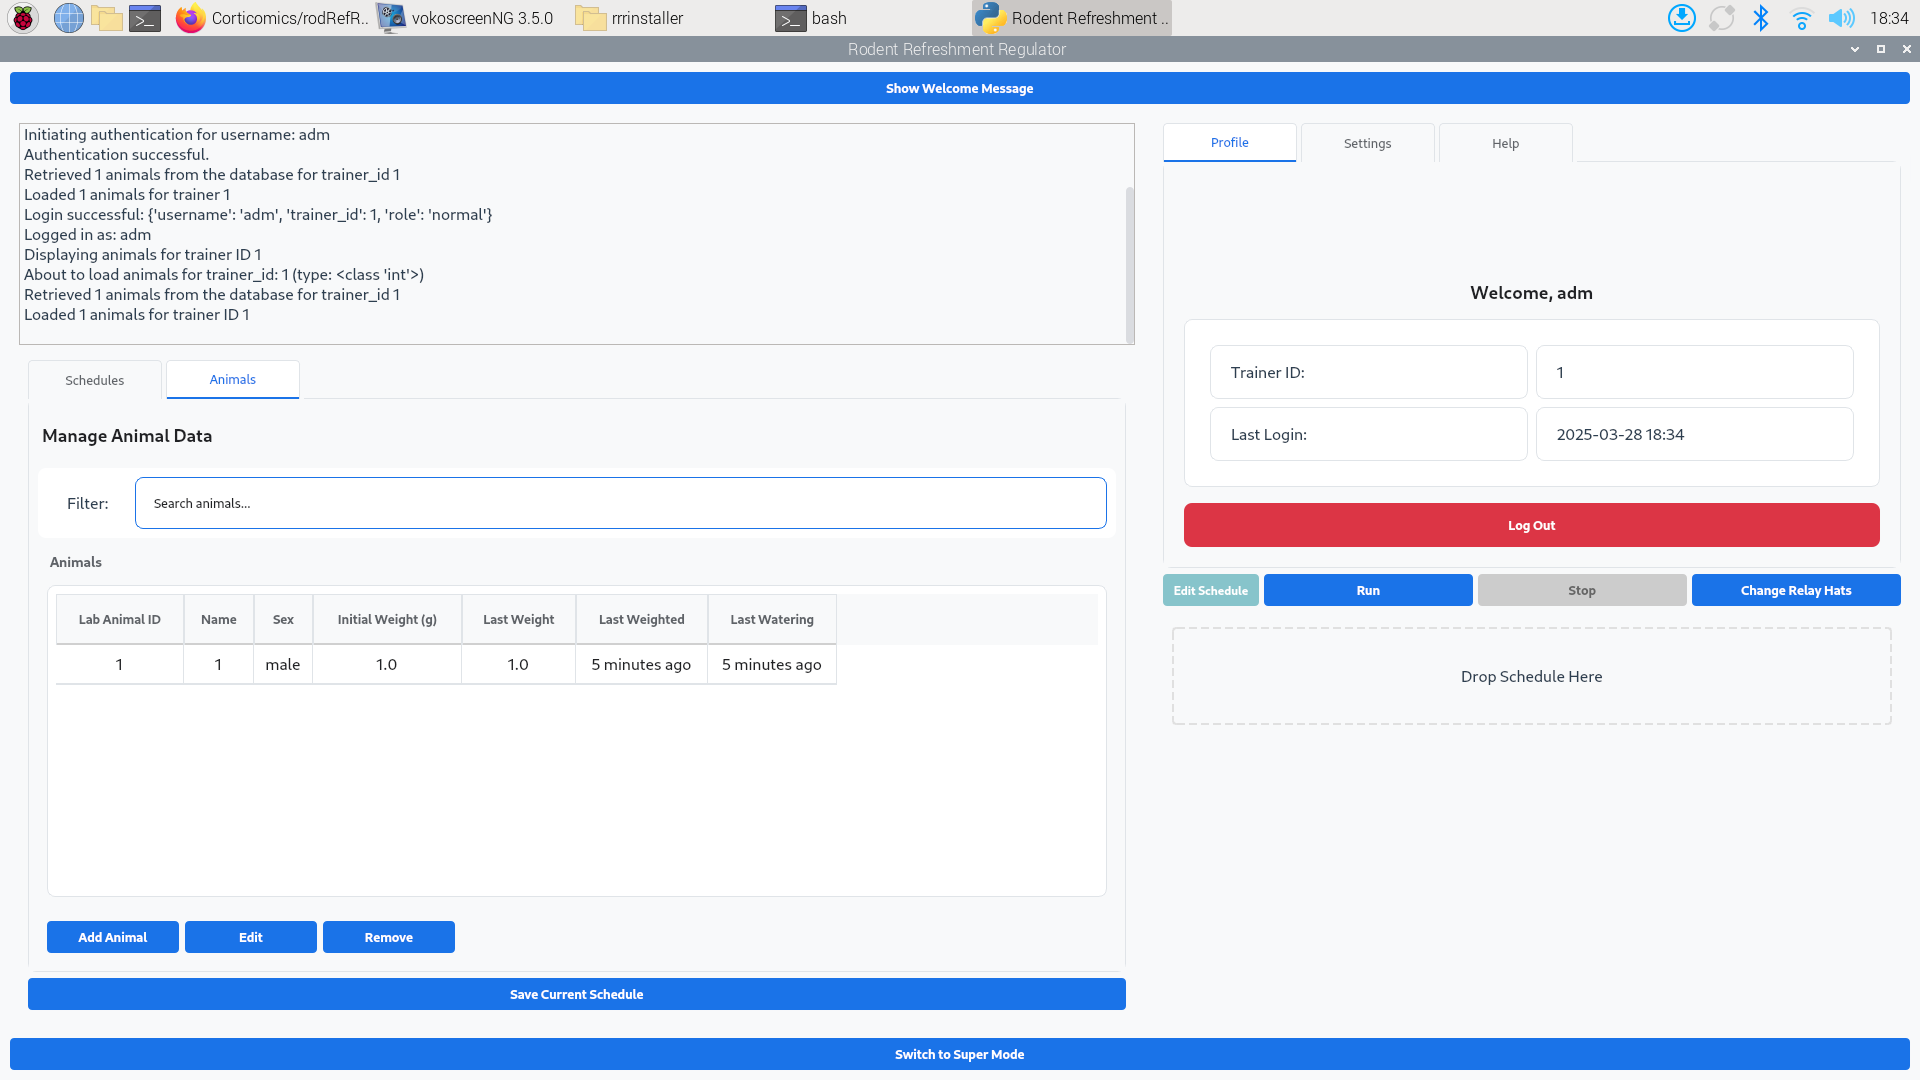 Corticomics/rodRefR..
vokoscreenNG 3.5.0
rrrinstaller
>_ bash
Rodent Refreshment ..
18:34
Rodent Refreshment Regulator
Show Welcome Message
Initiating authentication for username: adm
Authentication successful.
Retrieved 1 animals from the database for trainer_id 1
Loaded 1 animals for trainer 1
Login successful: {'username': 'adm', 'trainer_id': 1, 'role': 'normal'}
Logged in as: adm
Displaying animals for trainer ID 1
About to load animals for trainer_id: 1 (type: <class 'int'>)
Retrieved 1 animals from the database for trainer_id 1
Loaded 1 animals for trainer ID 1
Schedules Animals
Manage Animal Data
Filter: Search animals...
Animals
Lab Animal ID Name Sex Initial Weight (g) Last Weight Last Weighted Last Watering
1 1 male 1.0 1.0 5 minutes ago 5 minutes ago
Add Animal Edit Remove
Save Current Schedule
Profile Settings Help
Welcome, adm
Trainer ID: 1
Last Login: 2025-03-28 18:34
Log Out
Edit Schedule Run Stop Change Relay Hats
Drop Schedule Here
Switch to Super Mode